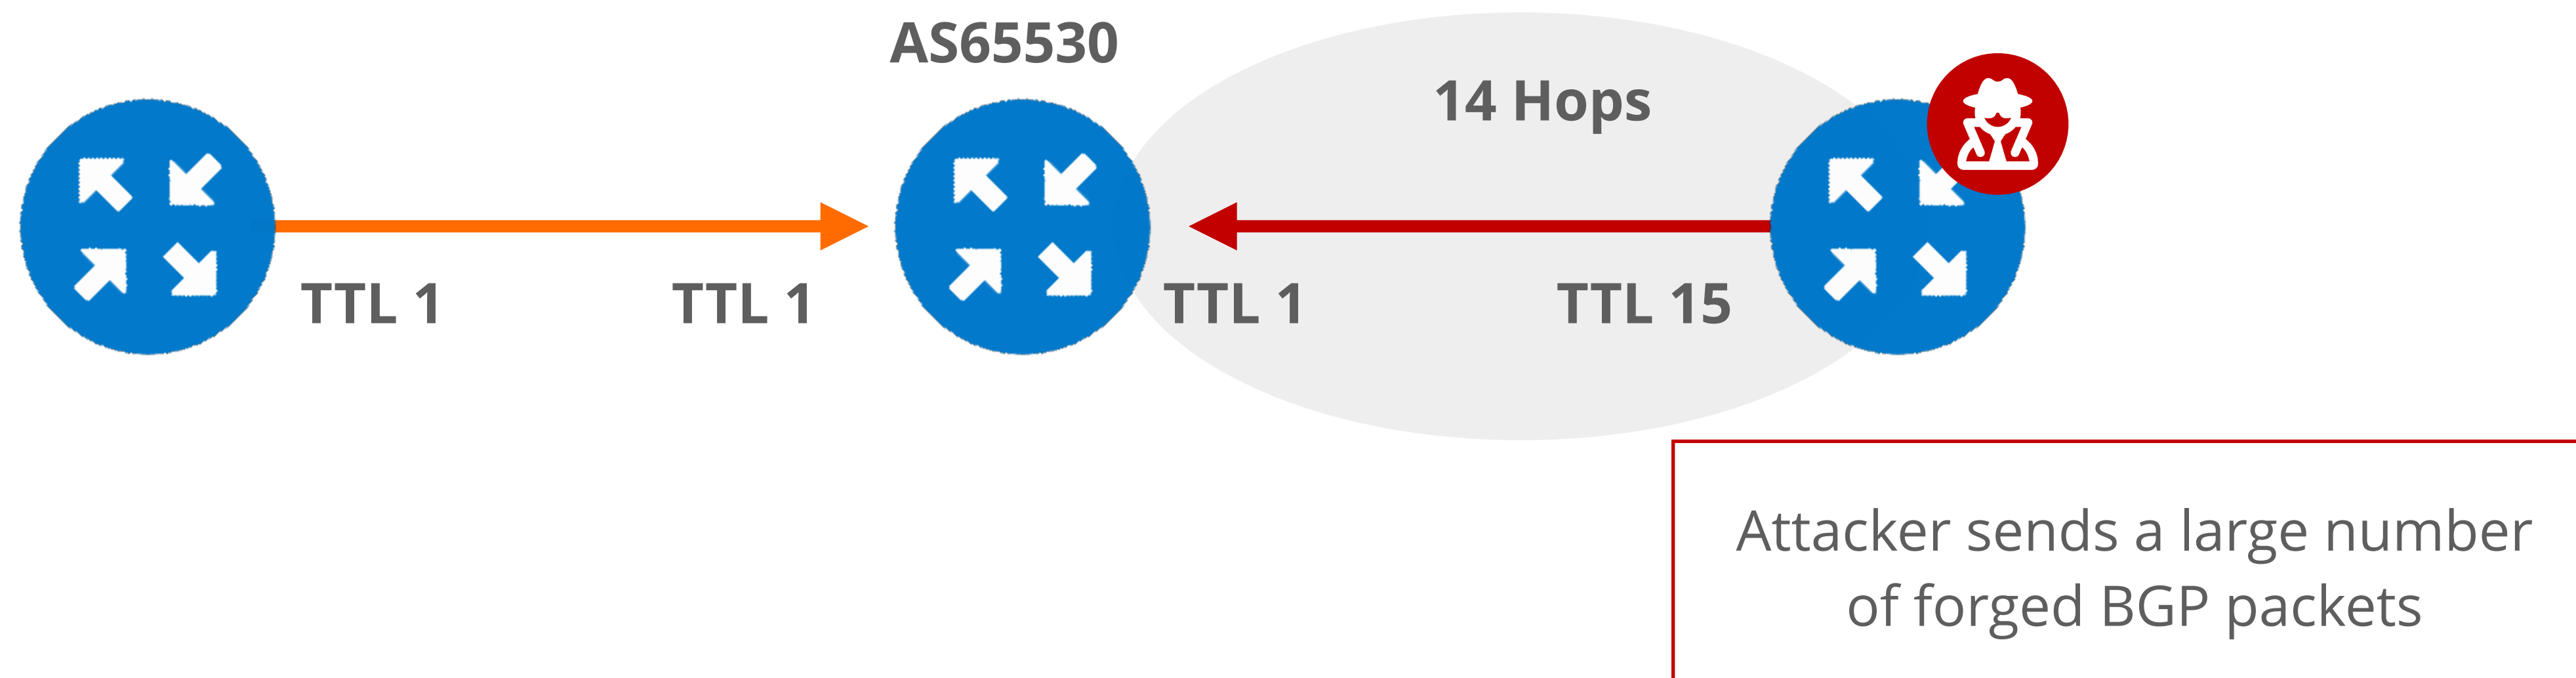 AS65530
14 Hops
TTL 1
TTL 1
TTL 1
TTL 15
Attacker sends a large number
of forged BGP packets